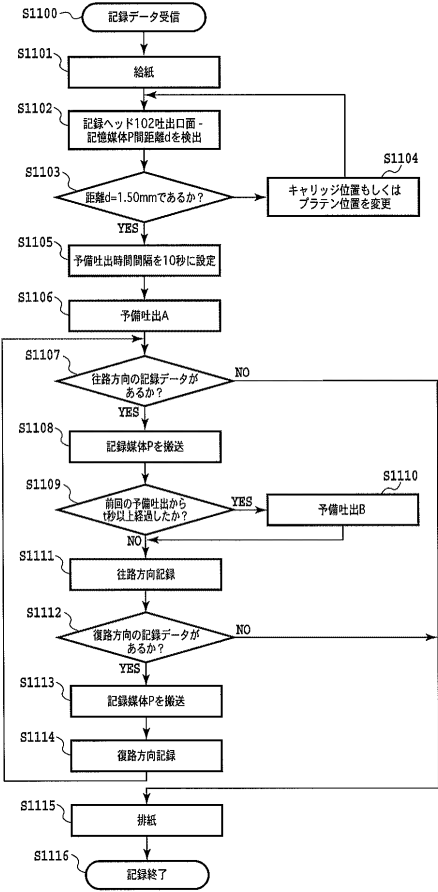 S1100
記録データ受信
S1101
給紙
S1102
記録ヘッド102吐出口面 -
記憶媒体P間距離dを検出
S1103
距離d=1.50mmであるか?
S1104
キャリッジ位置もしくは
プラテン位置を変更
YES
S1105
予備吐出時間間隔を10秒に設定
S1106
予備吐出A
S1107
往路方向の記録データが
あるか?
NO
YES
S1108
記録媒体Pを搬送
S1109
前回の予備吐出から
t秒以上経過したか?
YES
S1110
予備吐出B
NO
S1111
往路方向記録
S1112
復路方向の記録データが
あるか?
NO
YES
S1113
記録媒体Pを搬送
S1114
復路方向記録
S1115
排紙
S1116
記録終了